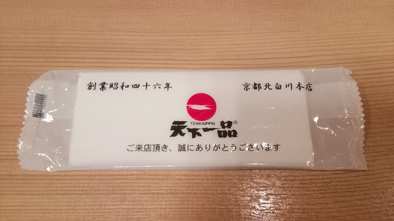 創業昭和四十六年 京都北白川本店
天下一品
ご来店頂き、誠にありがとうございます